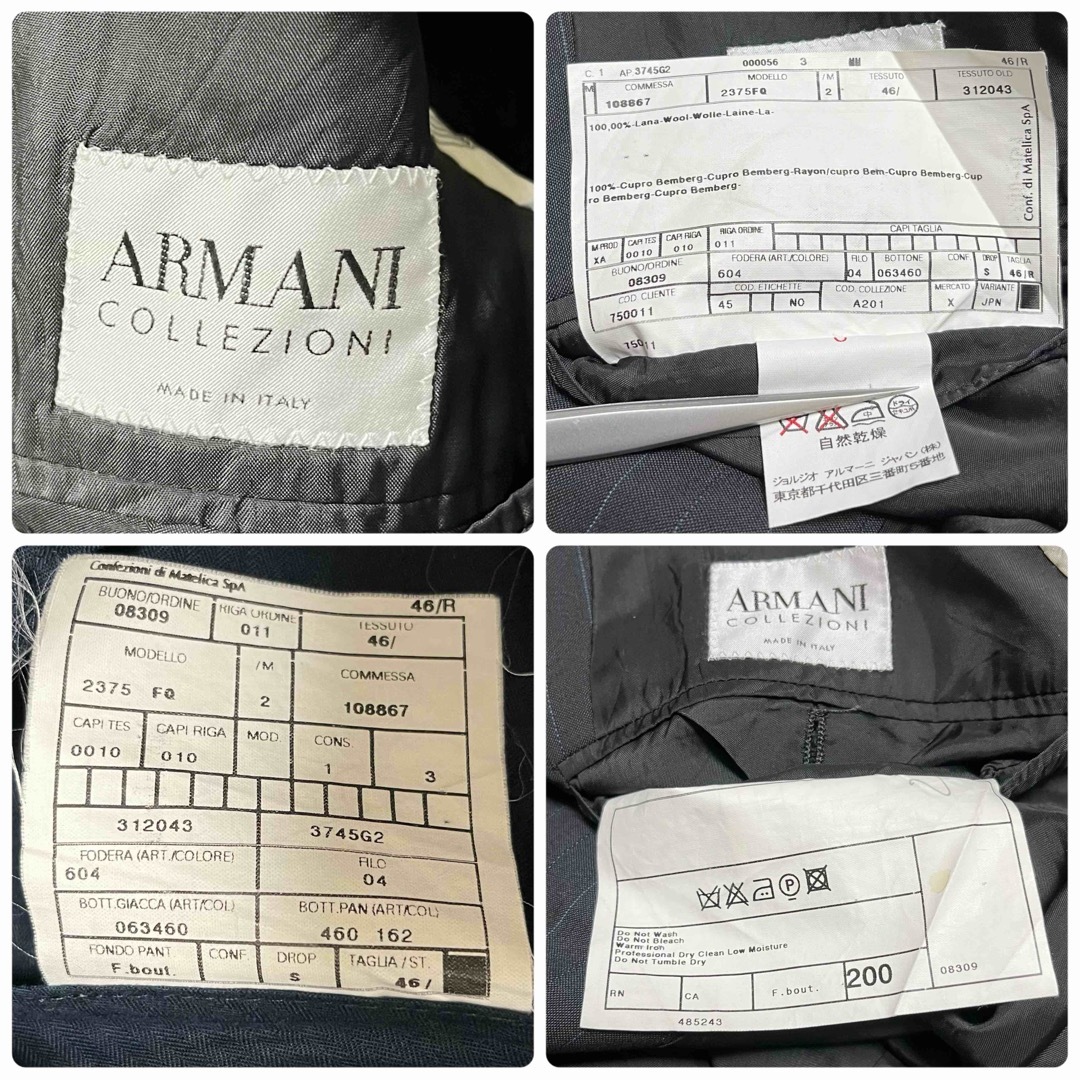 ARMANI
COLLEZIONI
MADE IN ITALY
C. 1 AP.3745G2 000056 3 46/R
M COMMESSA MODELLO /M TESSUTO TESSUTO OLD
108867 2375FQ 2 46/ 312043
100,00%-Lana-Wool-Wolle-Laine-La-
100%-Cupro Bemberg-Cupro Bemberg-Rayon/cupro Bem-Cupro Bemberg-Cup
ro Bemberg-Cupro Bemberg-
Conf. di Matelica SpA
M.PROD CAPI TES CAPI RIGA RIGA ORDINE CAPI TAGLIA
XA 0010 010 011
BUONO/ORDINE FODERA (ART./COLORE) FILO BOTTONE CONF. DROP TAGLIA
08309 604 04 063460 S 46/R
COD. CLIENTE COD. ETICHETTE COD. COLLEZIONE MERCATO VARIANTE
750011 45 NO A201 X JPN
75011
中 ドライ
セキユ系
自然乾燥
ジョルジオ アルマーニ ジャパン(株)
東京都千代田区三番町5番地
Confezioni di Matelica SpA
46/R
BUONO/ORDINE RIGA ORDINE TESSUTO
08309 011 46/
MODELLO /M COMMESSA
2375 FQ 2 108867
CAPI TES CAPI RIGA MOD. CONS.
0010 010 1 3
312043 3745G2
FODERA (ART./COLORE) FILO
604 04
BOTT.GIACCA (ART/COL) BOTT.PAN (ART/COL)
063460 460 162
FONDO PANT CONF. DROP TAGLIA/ST.
F.bout. S 46/
ARMANI
COLLEZIONI
MADE IN ITALY
P
Do Not Wash
Do Not Bleach
Warm Iron
Professional Dry Clean Low Moisture
Do Not Tumble Dry
RN CA F.bout. 200 08309
485243